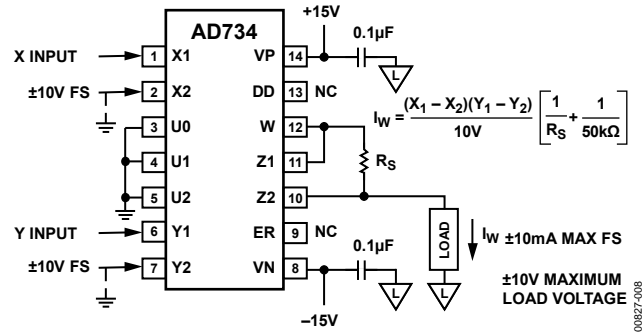 +15V
AD734
0.1µF
X INPUT
1 X1
VP 14
L
±10V FS
2 X2
DD 13 NC
I_W = (X₁ – X₂)(Y₁ – Y₂) / 10V [1 / R_S + 1 / 50kΩ]
3 U0
W 12
4 U1
Z1 11
R_S
5 U2
Z2 10
Y INPUT
6 Y1
ER 9 NC
LOAD
I_W ±10mA MAX FS
0.1µF
±10V FS
7 Y2
VN 8
L
L
±10V MAXIMUM
LOAD VOLTAGE
–15V
00827-008